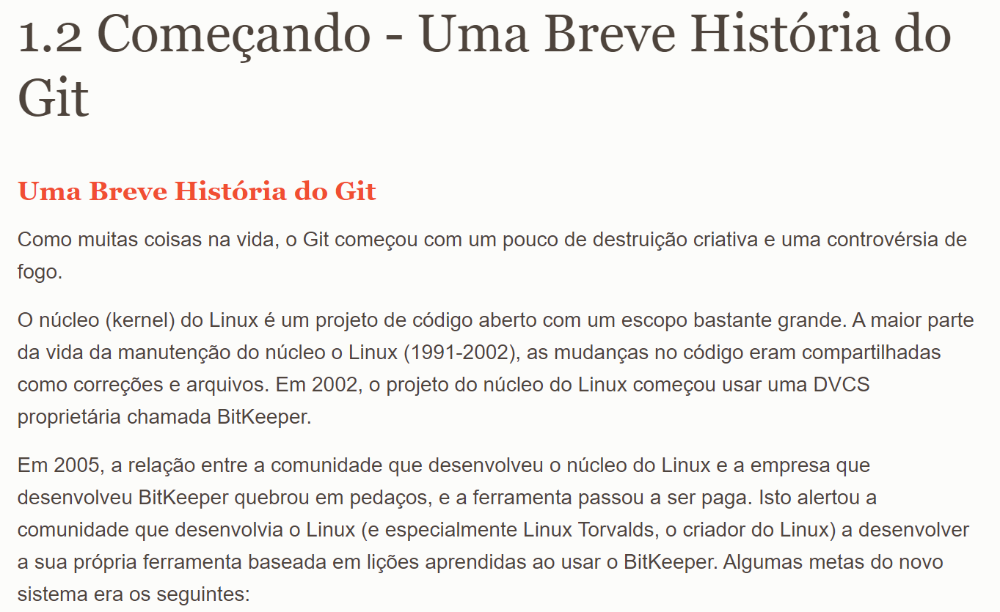 1.2 Começando - Uma Breve História do
Git
Uma Breve História do Git
Como muitas coisas na vida, o Git começou com um pouco de destruição criativa e uma controvérsia de
fogo.
O núcleo (kernel) do Linux é um projeto de código aberto com um escopo bastante grande. A maior parte
da vida da manutenção do núcleo o Linux (1991-2002), as mudanças no código eram compartilhadas
como correções e arquivos. Em 2002, o projeto do núcleo do Linux começou usar uma DVCS
proprietária chamada BitKeeper.
Em 2005, a relação entre a comunidade que desenvolveu o núcleo do Linux e a empresa que
desenvolveu BitKeeper quebrou em pedaços, e a ferramenta passou a ser paga. Isto alertou a
comunidade que desenvolvia o Linux (e especialmente Linux Torvalds, o criador do Linux) a desenvolver
a sua própria ferramenta baseada em lições aprendidas ao usar o BitKeeper. Algumas metas do novo
sistema era os seguintes: